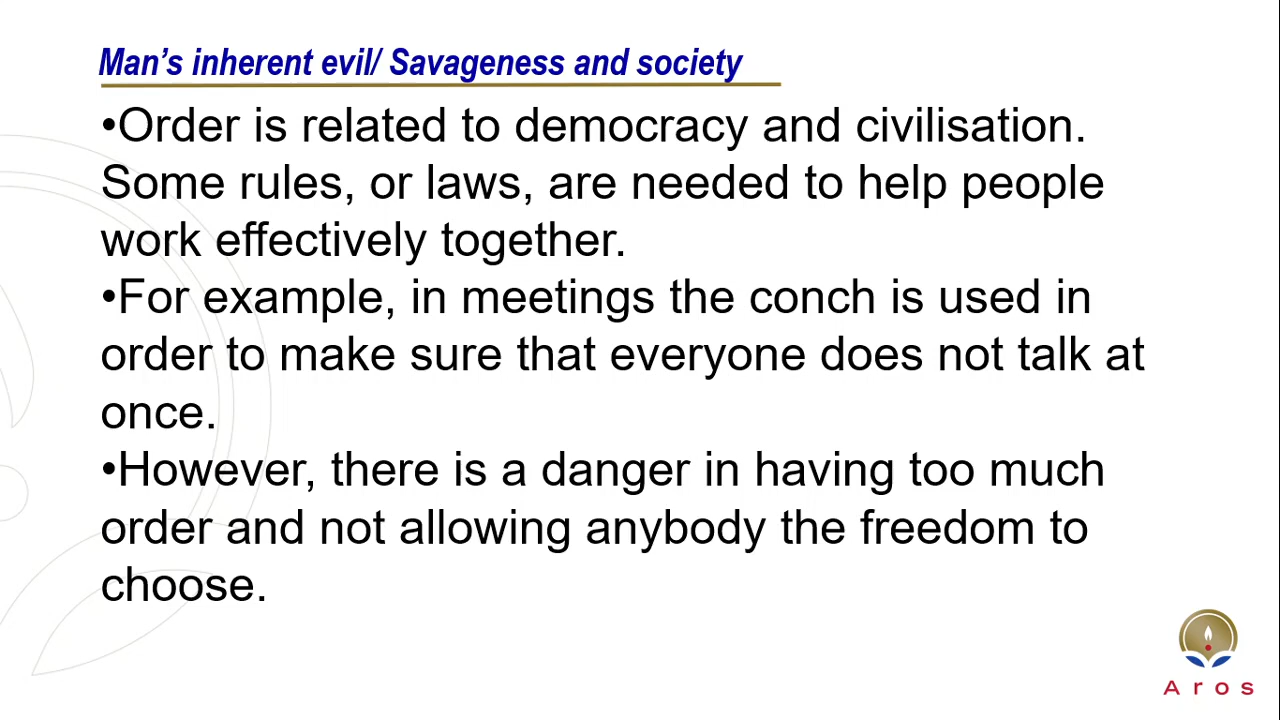 Man’s inherent evil/ Savageness and society
•Order is related to democracy and civilisation.
Some rules, or laws, are needed to help people
work effectively together.
•For example, in meetings the conch is used in
order to make sure that everyone does not talk at
once.
•However, there is a danger in having too much
order and not allowing anybody the freedom to
choose.
Aros